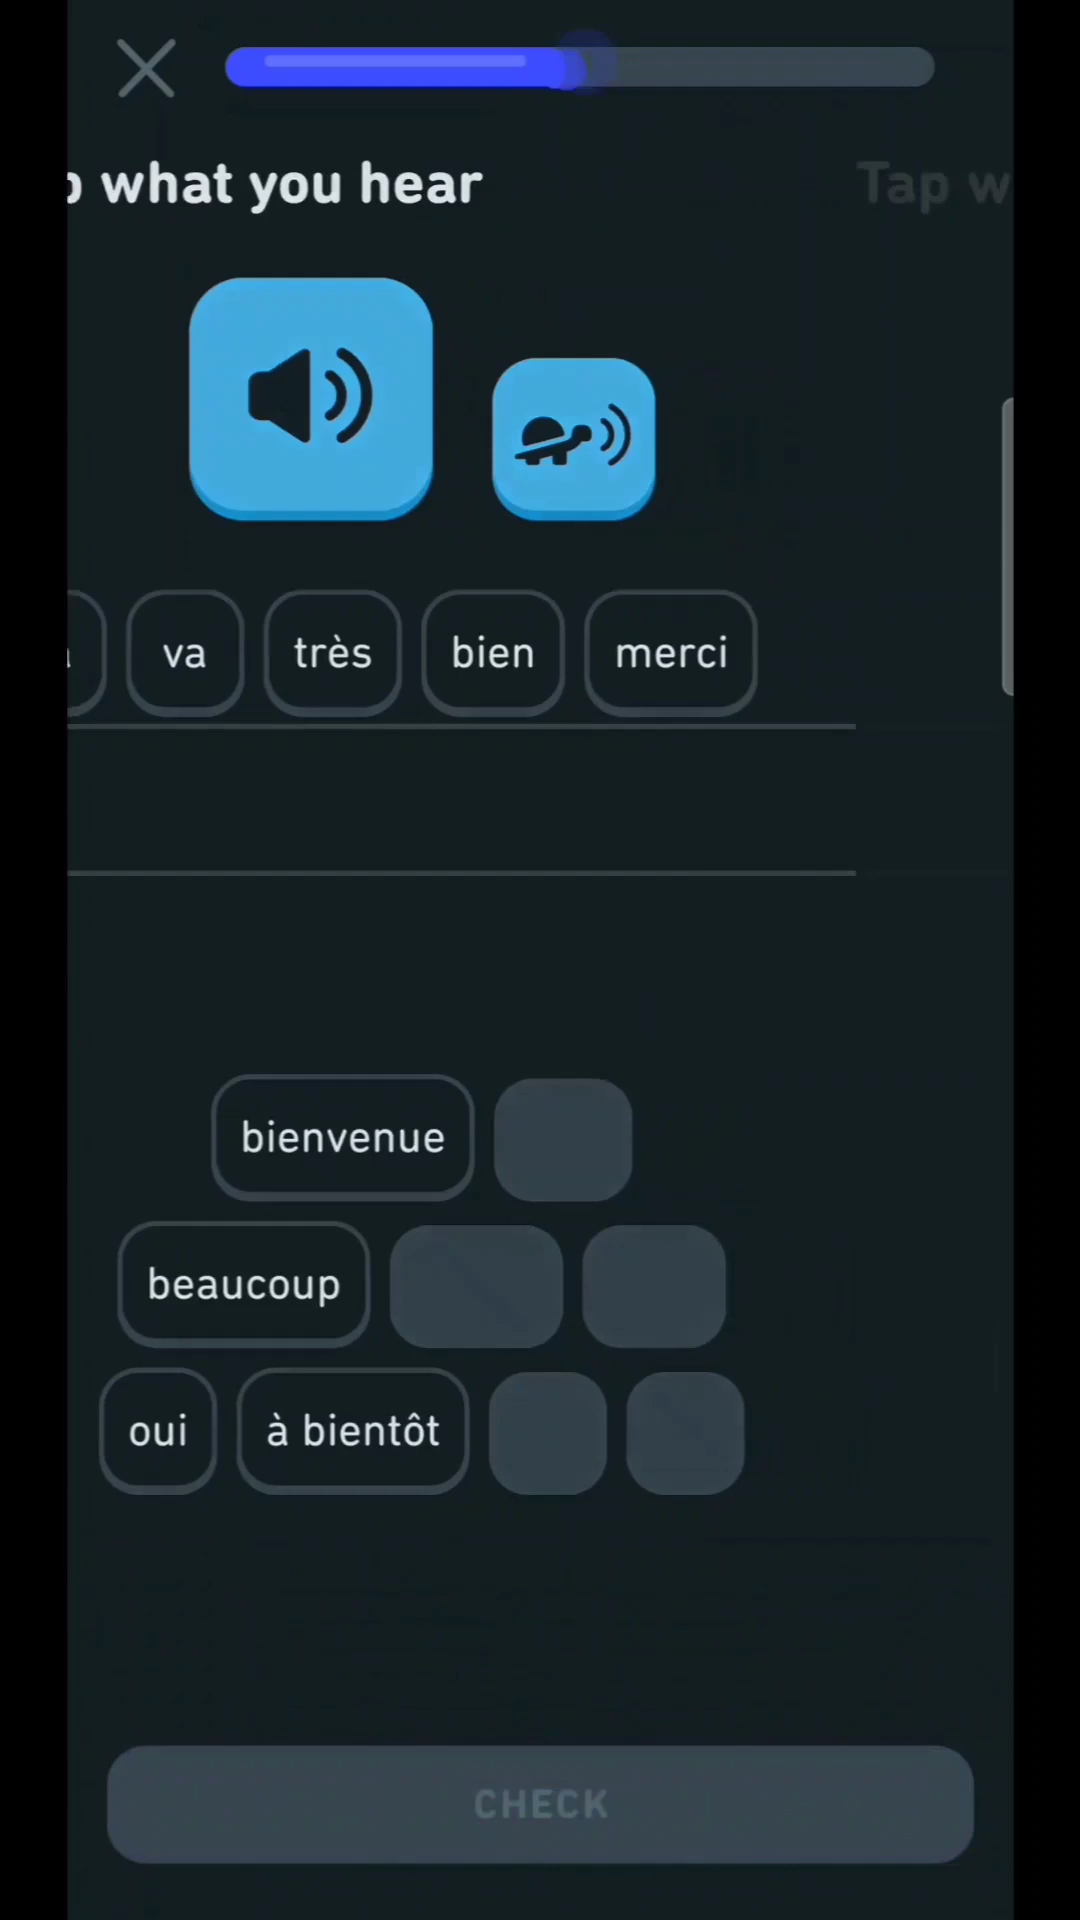 what you hear
Tap w
va très bien merci
bienvenue
beaucoup
oui à bientôt
CHECK